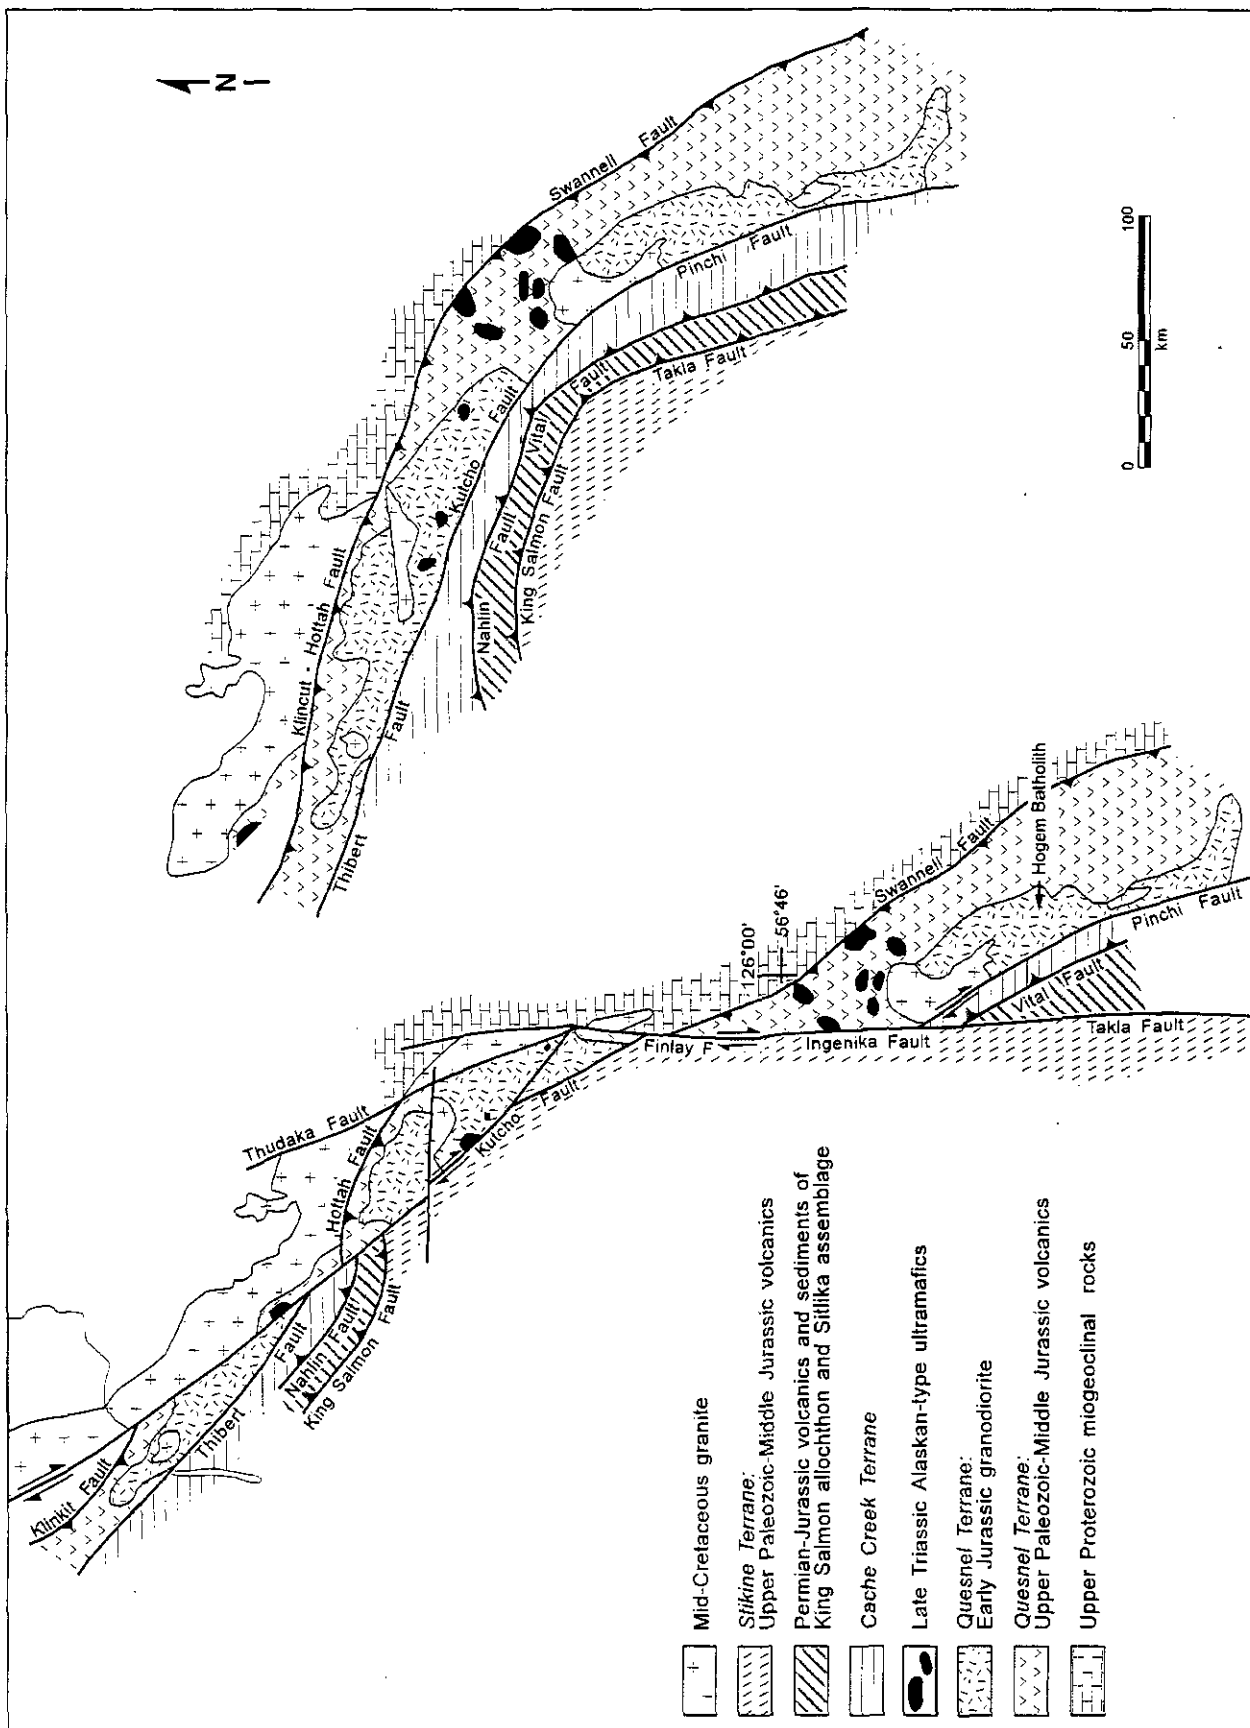 N
Swannell Fault
Pinchi Fault
Takla Fault
Vital Fault
Kutcho Fault
Nahlin Fault
King Salmon Fault
Klincut - Hottah Fault
Thibert Fault
0 50 100
km
126°00'
56°46'
Swannell Fault
Hogem Batholith
Pinchi Fault
Vital Fault
Takla Fault
Ingenika Fault
Finlay F
Kutcho Fault
Thudaka Fault
Hottah Fault
Nahlin Fault
King Salmon Fault
Thibert Fault
Klinkit Fault
Mid-Cretaceous granite
Stikine Terrane:
Upper Paleozoic-Middle Jurassic volcanics
Permian-Jurassic volcanics and sediments of
King Salmon allochthon and Sitlika assemblage
Cache Creek Terrane
Late Triassic Alaskan-type ultramafics
Quesnel Terrane:
Early Jurassic granodiorite
Quesnel Terrane:
Upper Paleozoic-Middle Jurassic volcanics
Upper Proterozoic miogeoclinal rocks